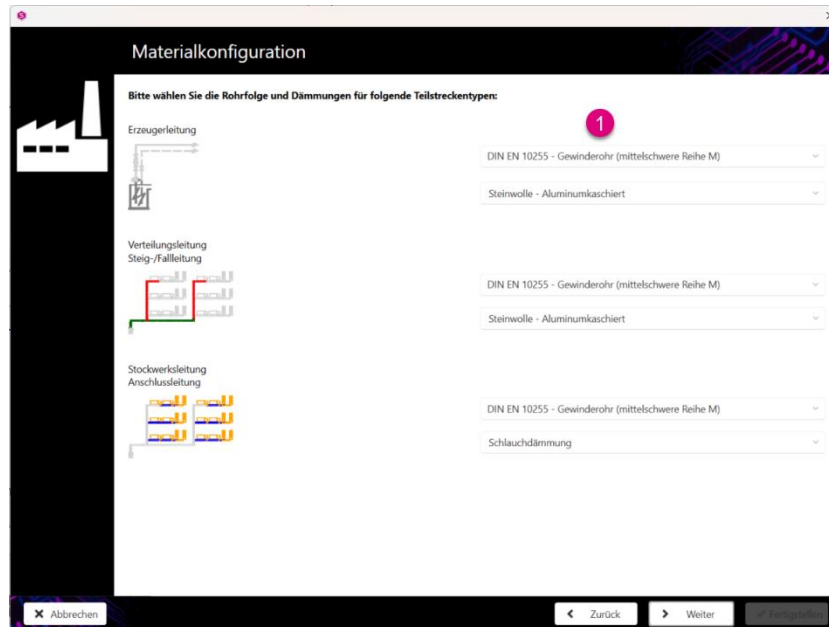 Materialkonfiguration
Bitte wählen Sie die Rohrfolge und Dämmungen für folgende Teilstreckentypen:
1
Erzeugerleitung
DIN EN 10255 - Gewinderohr (mittelschwere Reihe M)
Steinwolle - Aluminumkaschiert
Verteilungsleitung
Steig-/Fallleitung
DIN EN 10255 - Gewinderohr (mittelschwere Reihe M)
Steinwolle - Aluminumkaschiert
Stockwerksleitung
Anschlussleitung
DIN EN 10255 - Gewinderohr (mittelschwere Reihe M)
Schlauchdämmung
Abbrechen
Zurück
Weiter
Fertigstellen